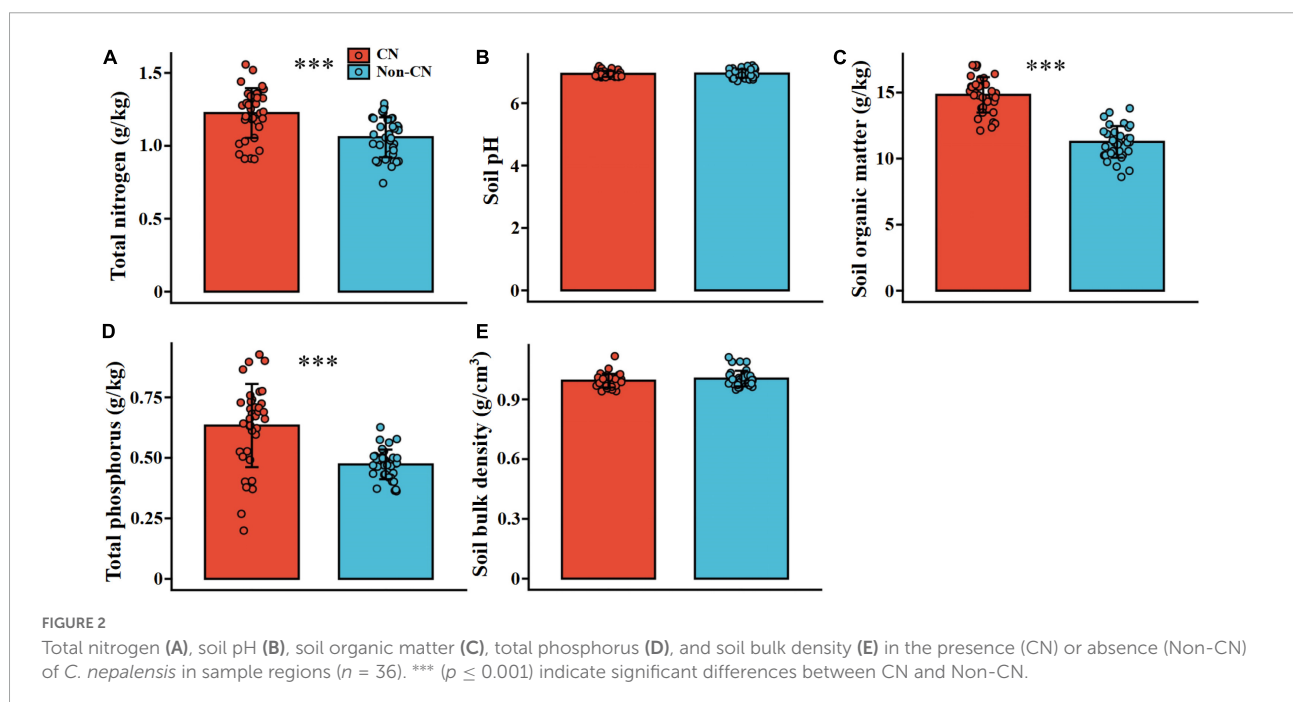 A
Total nitrogen (g/kg)
1.5
1.0
0.5
0
***
CN
Non-CN
B
Soil pH
6
4
2
0
C
Soil organic matter (g/kg)
15
10
5
0
***
D
Total phosphorus (g/kg)
0.75
0.50
0.25
0
***
E
Soil bulk density (g/cm³)
0.9
0.6
0.3
0
FIGURE 2
Total nitrogen (A), soil pH (B), soil organic matter (C), total phosphorus (D), and soil bulk density (E) in the presence (CN) or absence (Non-CN)
of C. nepalensis in sample regions (n = 36). *** (p ≤ 0.001) indicate significant differences between CN and Non-CN.